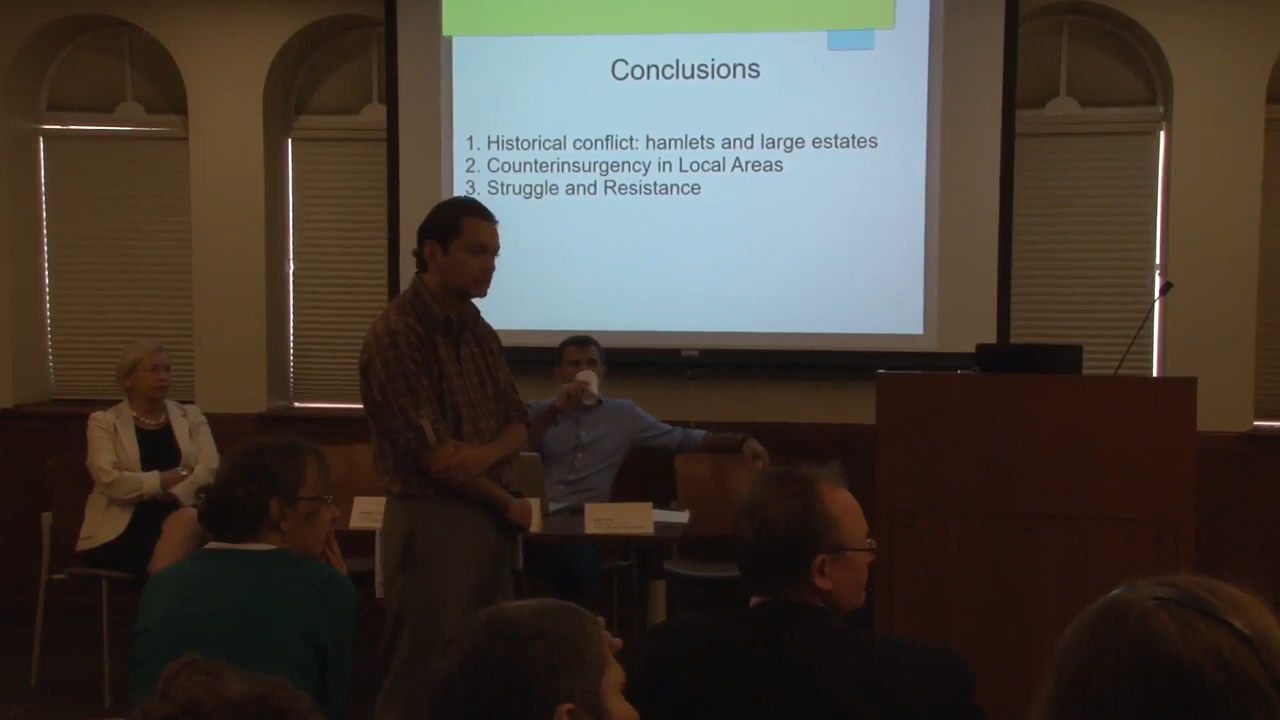 Conclusions
1. Historical conflict: hamlets and large estates
2. Counterinsurgency in Local Areas
3. Struggle and Resistance